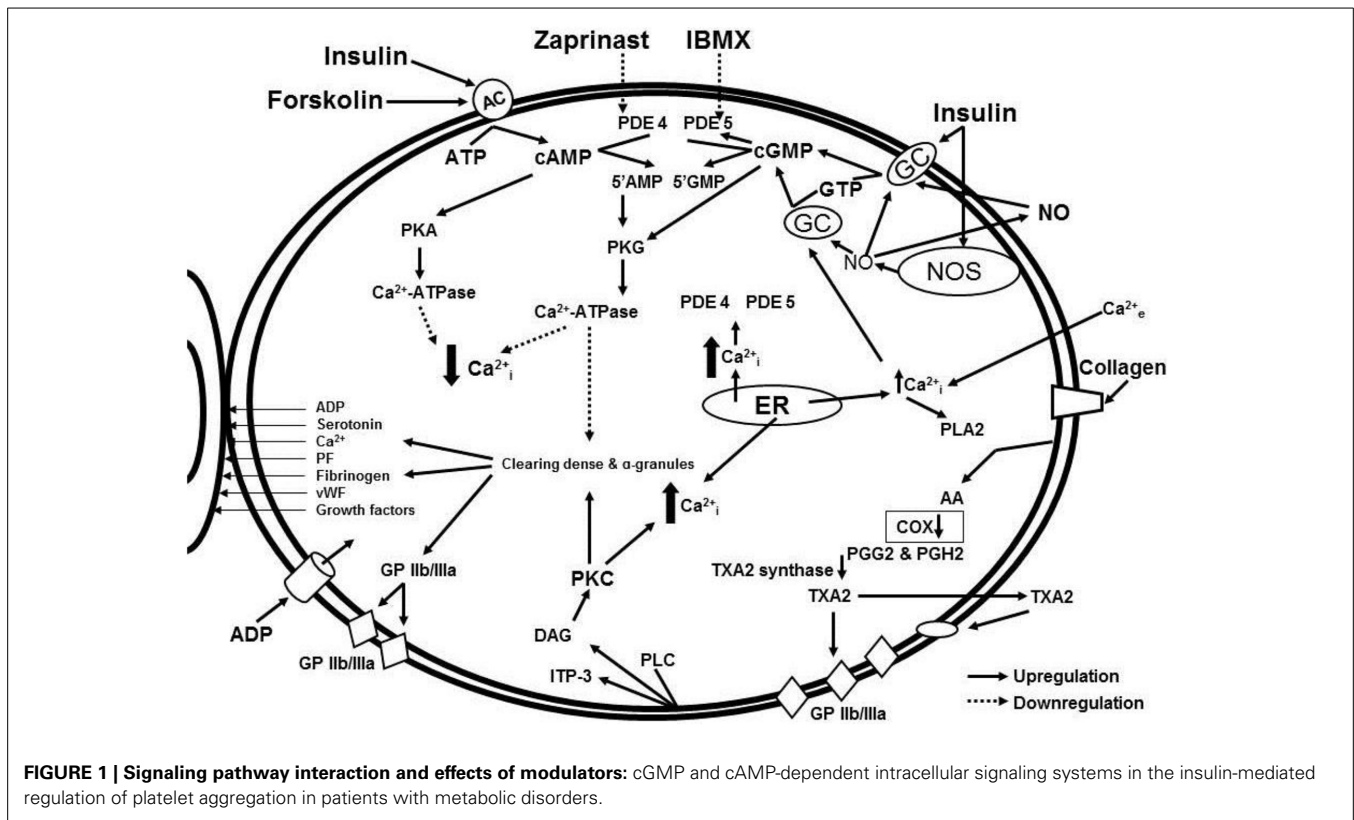 Zaprinast IBMX
Insulin
Forskolin
AC
ATP
cAMP
PDE 4 PDE 5
cGMP
5'AMP 5'GMP
Insulin
GC
GTP
GC
NO
NO
NOS
PKA
PKG
Ca²⁺-ATPase
Ca²⁺-ATPase
Ca²⁺ᵢ
PDE 4 PDE 5
Ca²⁺ᵢ
ER
Ca²⁺ᵢ
PLA2
Ca²⁺ₑ
Collagen
ADP
Serotonin
Ca²⁺
PF
Fibrinogen
vWF
Growth factors
Clearing dense & α-granules
Ca²⁺ᵢ
AA
COX
PGG2 & PGH2
TXA2 synthase
TXA2
TXA2
GP IIb/IIIa
ADP
GP IIb/IIIa
PKC
DAG
ITP-3
PLC
GP IIb/IIIa
Upregulation
Downregulation
FIGURE 1 | Signaling pathway interaction and effects of modulators: cGMP and cAMP-dependent intracellular signaling systems in the insulin-mediated
regulation of platelet aggregation in patients with metabolic disorders.